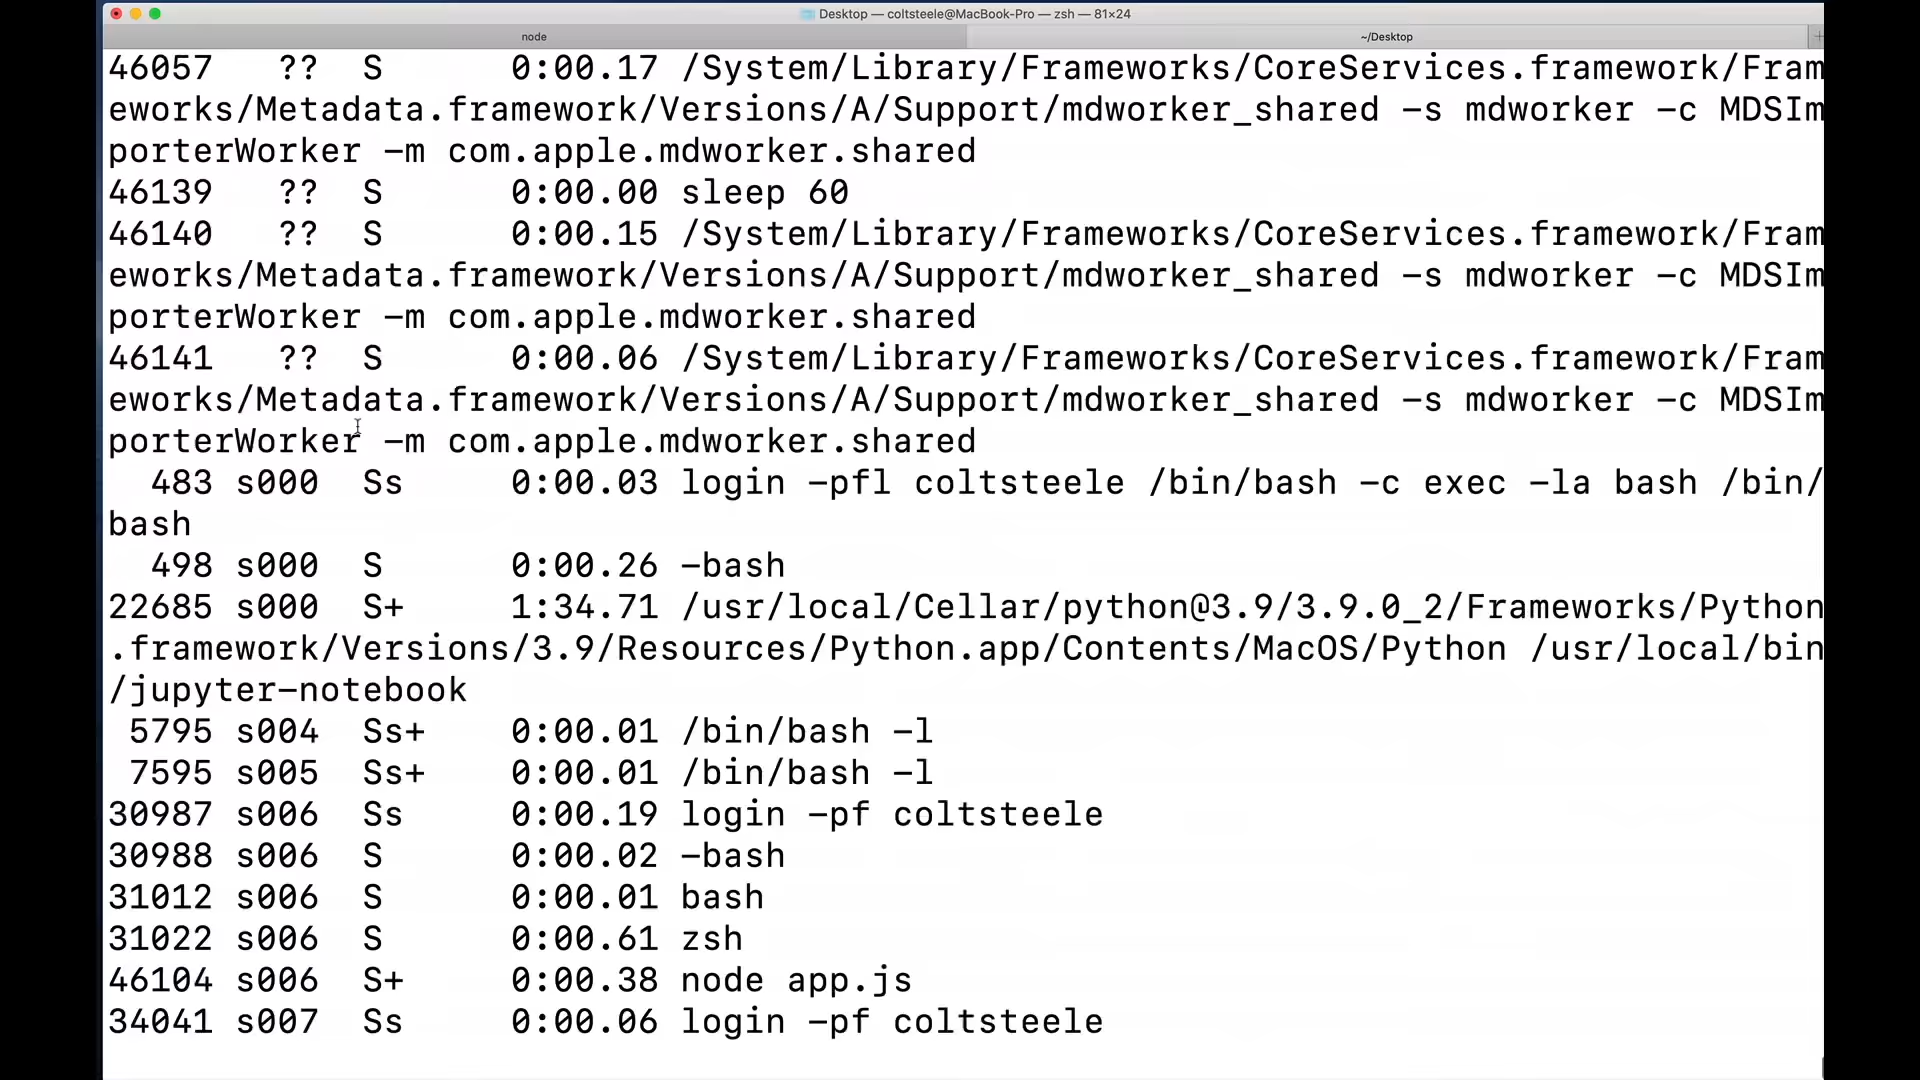 Desktop — coltsteele@MacBook-Pro — zsh — 81×24
node
~/Desktop
46057   ??  S      0:00.17 /System/Library/Frameworks/CoreServices.framework/Fram
eworks/Metadata.framework/Versions/A/Support/mdworker_shared -s mdworker -c MDSIm
porterWorker -m com.apple.mdworker.shared
46139   ??  S      0:00.00 sleep 60
46140   ??  S      0:00.15 /System/Library/Frameworks/CoreServices.framework/Fram
eworks/Metadata.framework/Versions/A/Support/mdworker_shared -s mdworker -c MDSIm
porterWorker -m com.apple.mdworker.shared
46141   ??  S      0:00.06 /System/Library/Frameworks/CoreServices.framework/Fram
eworks/Metadata.framework/Versions/A/Support/mdworker_shared -s mdworker -c MDSIm
porterWorker -m com.apple.mdworker.shared
  483 s000  Ss     0:00.03 login -pfl coltsteele /bin/bash -c exec -la bash /bin/
bash
  498 s000  S      0:00.26 -bash
22685 s000  S+     1:34.71 /usr/local/Cellar/python@3.9/3.9.0_2/Frameworks/Python
.framework/Versions/3.9/Resources/Python.app/Contents/MacOS/Python /usr/local/bin
/jupyter-notebook
 5795 s004  Ss+    0:00.01 /bin/bash -l
 7595 s005  Ss+    0:00.01 /bin/bash -l
30987 s006  Ss     0:00.19 login -pf coltsteele
30988 s006  S      0:00.02 -bash
31012 s006  S      0:00.01 bash
31022 s006  S      0:00.61 zsh
46104 s006  S+     0:00.38 node app.js
34041 s007  Ss     0:00.06 login -pf coltsteele